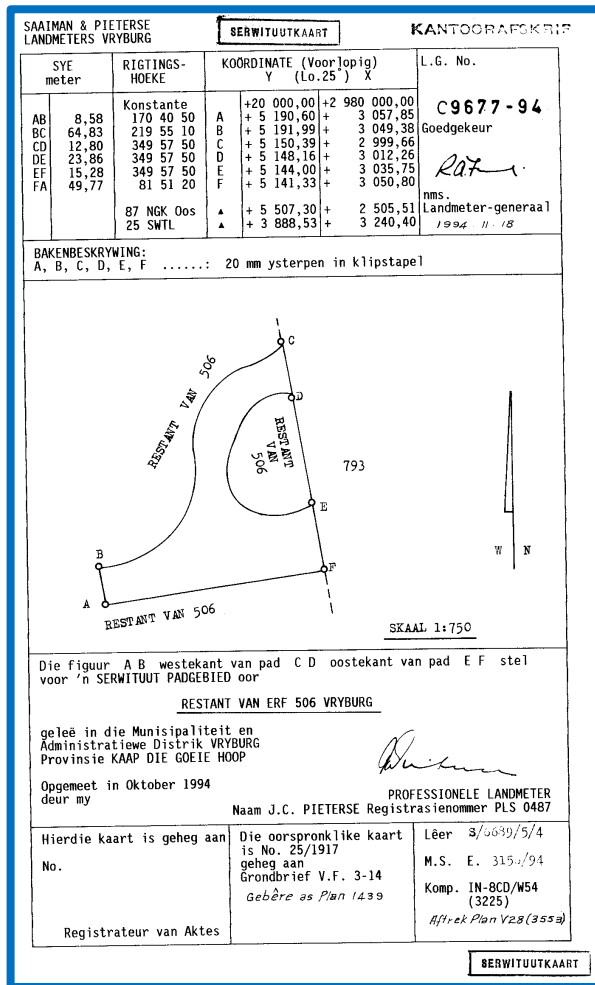 SAAIMAN & PIETERSE
LANDMETERS VRYBURG
SERWITUUTKAART
KANTOORAFSKRIF
SYE
meter
RIGTINGS-
HOEKE
KOÖRDINATE (Voorlopig)
Y (Lo.25°) X
L.G. No.
Konstante +20 000,00 +2 980 000,00
AB 8,58 170 40 50 A + 5 190,60 + 3 057,85
BC 64,83 219 55 10 B + 5 191,99 + 3 049,38
CD 12,80 349 57 50 C + 5 150,39 + 2 999,66
DE 23,86 349 57 50 D + 5 148,16 + 3 012,26
EF 15,28 349 57 50 E + 5 144,00 + 3 035,75
FA 49,77 81 51 20 F + 5 141,33 + 3 050,80
87 NGK Oos ▲ + 5 507,30 + 2 505,51
25 SWTL ▲ + 3 888,53 + 3 240,40
C9677-94
Goedgekeur
nms.
Landmeter-generaal
1994 11 18
BAKENBESKRYWING:
A, B, C, D, E, F ......: 20 mm ysterpen in klipstapel
C
RESTANT VAN 506
D
RESTANT
VAN
506
793
E
B
W N
F
A
RESTANT VAN 506
SKAAL 1:750
Die figuur A B westekant van pad C D oostekant van pad E F stel
voor 'n SERWITUUT PADGEBIED oor
RESTANT VAN ERF 506 VRYBURG
geleë in die Munisipaliteit en
Administratiewe Distrik VRYBURG
Provinsie KAAP DIE GOEIE HOOP
Opgemeet in Oktober 1994
deur my
PROFESSIONELE LANDMETER
Naam J.C. PIETERSE Registrasienommer PLS 0487
Hierdie kaart is geheg aan
No.
Registrateur van Aktes
Die oorspronklike kaart
is No. 25/1917
geheg aan
Grondbrief V.F. 3-14
Gebêre as Plan 1439
Lêer S/6689/5/4
M.S. E. 3150/94
Komp. IN-8CD/W54
(3225)
Aftrek Plan V28 (3553)
SERWITUUTKAART